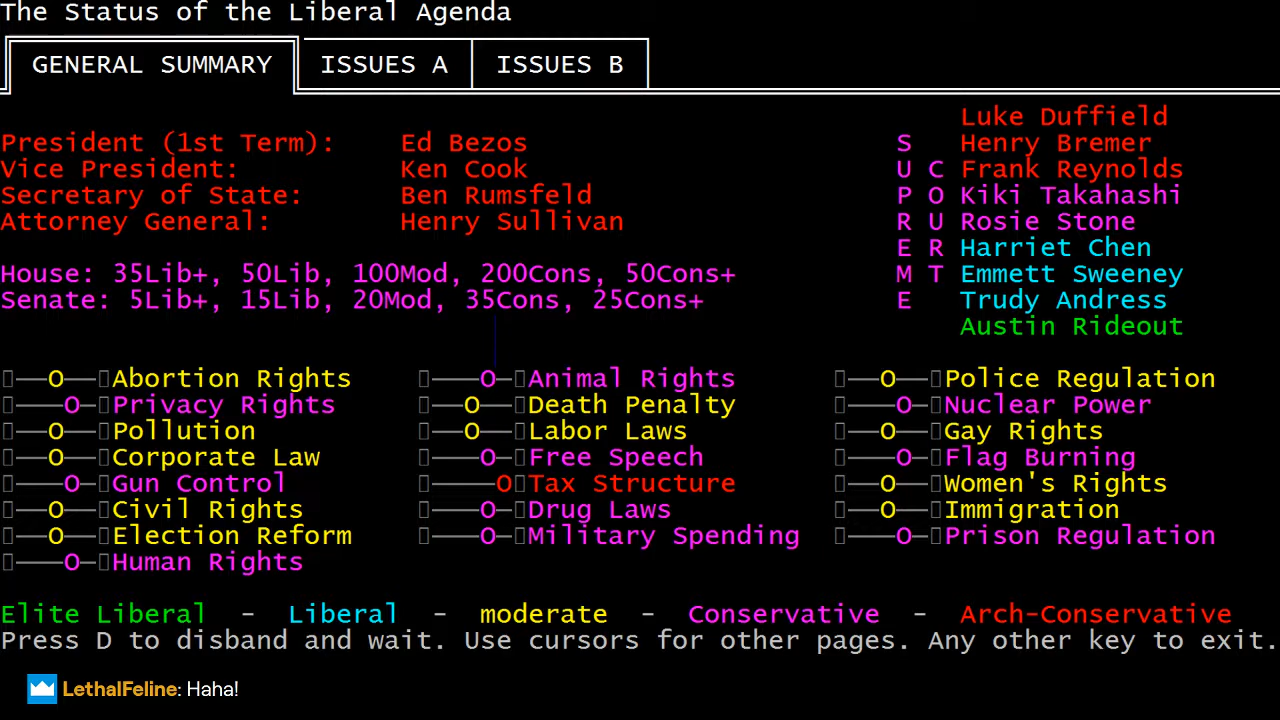 The Status of the Liberal Agenda
GENERAL SUMMARY ISSUES A ISSUES B
Luke Duffield
President (1st Term): Ed Bezos S Henry Bremer
Vice President: Ken Cook U C Frank Reynolds
Secretary of State: Ben Rumsfeld P O Kiki Takahashi
Attorney General: Henry Sullivan R U Rosie Stone
E R Harriet Chen
House: 35Lib+, 50Lib, 100Mod, 200Cons, 50Cons+ M T Emmett Sweeney
Senate: 5Lib+, 15Lib, 20Mod, 35Cons, 25Cons+ E Trudy Andress
Austin Rideout
O Abortion Rights O Animal Rights O Police Regulation
O Privacy Rights O Death Penalty O Nuclear Power
O Pollution O Labor Laws O Gay Rights
O Corporate Law O Free Speech O Flag Burning
O Gun Control O Tax Structure O Women's Rights
O Civil Rights O Drug Laws O Immigration
O Election Reform O Military Spending O Prison Regulation
O Human Rights
Elite Liberal - Liberal - moderate - Conservative - Arch-Conservative
Press D to disband and wait. Use cursors for other pages. Any other key to exit.
LethalFeline: Haha!